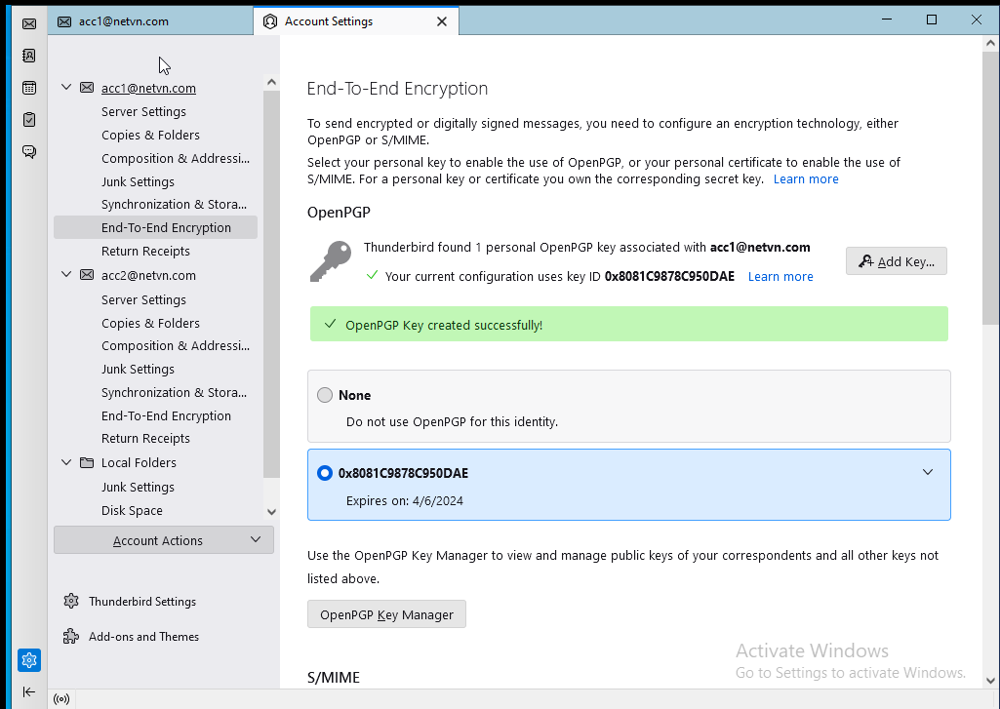 acc1@netvn.com
Account Settings
acc1@netvn.com
Server Settings
Copies & Folders
Composition & Addressi...
Junk Settings
Synchronization & Stora...
End-To-End Encryption
Return Receipts
acc2@netvn.com
Server Settings
Copies & Folders
Composition & Addressi...
Junk Settings
Synchronization & Stora...
End-To-End Encryption
Return Receipts
Local Folders
Junk Settings
Disk Space
Account Actions
Thunderbird Settings
Add-ons and Themes
End-To-End Encryption
To send encrypted or digitally signed messages, you need to configure an encryption technology, either
OpenPGP or S/MIME.
Select your personal key to enable the use of OpenPGP, or your personal certificate to enable the use of
S/MIME. For a personal key or certificate you own the corresponding secret key. Learn more
OpenPGP
Thunderbird found 1 personal OpenPGP key associated with acc1@netvn.com
Your current configuration uses key ID 0x8081C9878C950DAE Learn more
Add Key...
OpenPGP Key created successfully!
None
Do not use OpenPGP for this identity.
0x8081C9878C950DAE
Expires on: 4/6/2024
Use the OpenPGP Key Manager to view and manage public keys of your correspondents and all other keys not
listed above.
OpenPGP Key Manager
S/MIME
Activate Windows
Go to Settings to activate Windows.